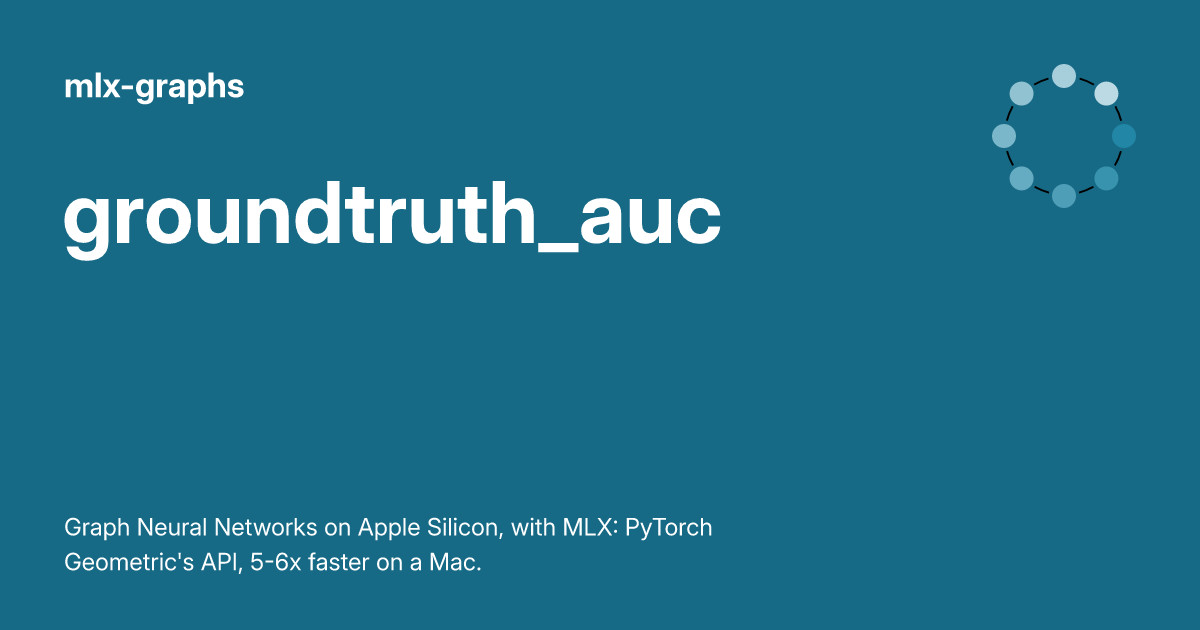 mlx-graphs
groundtruth_auc
Graph Neural Networks on Apple Silicon, with MLX: PyTorch
Geometric's API, 5-6x faster on a Mac.